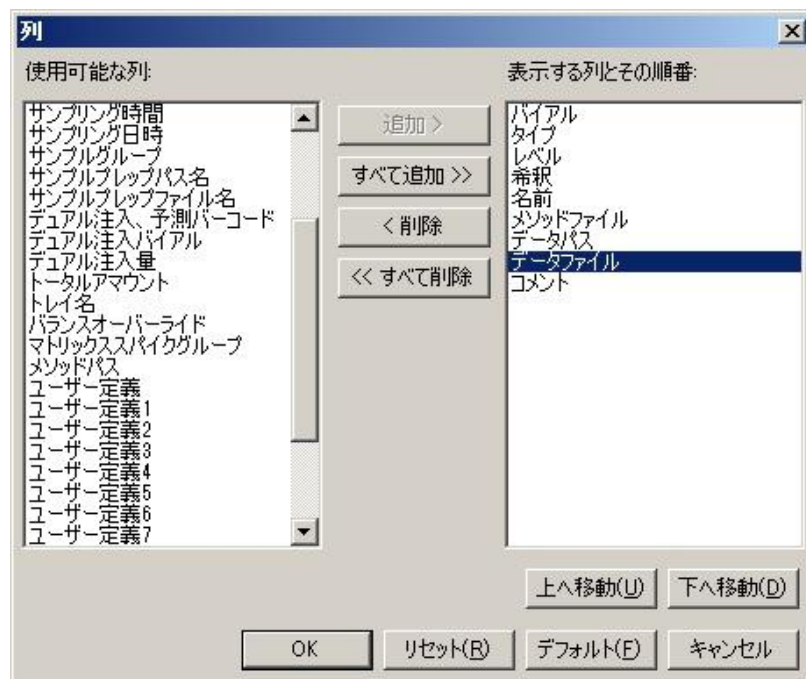 列
使用可能な列:
サンプリング時間
サンプリング日時
サンプルグループ
サンプルプレップパス名
サンプルプレップファイル名
デュアル注入、予測バーコード
デュアル注入バイアル
デュアル注入量
トータルアマウント
トレイ名
バランスオーバーライド
マトリックススパイクグループ
メソッドパス
ユーザー定義
ユーザー定義1
ユーザー定義2
ユーザー定義3
ユーザー定義4
ユーザー定義5
ユーザー定義6
ユーザー定義7
追加 >
すべて追加 >>
< 削除
<< すべて削除
表示する列とその順番:
バイアル
タイプ
レベル
希釈
名前
メソッドファイル
データパス
データファイル
コメント
上へ移動(U)
下へ移動(D)
OK
リセット(R)
デフォルト(F)
キャンセル